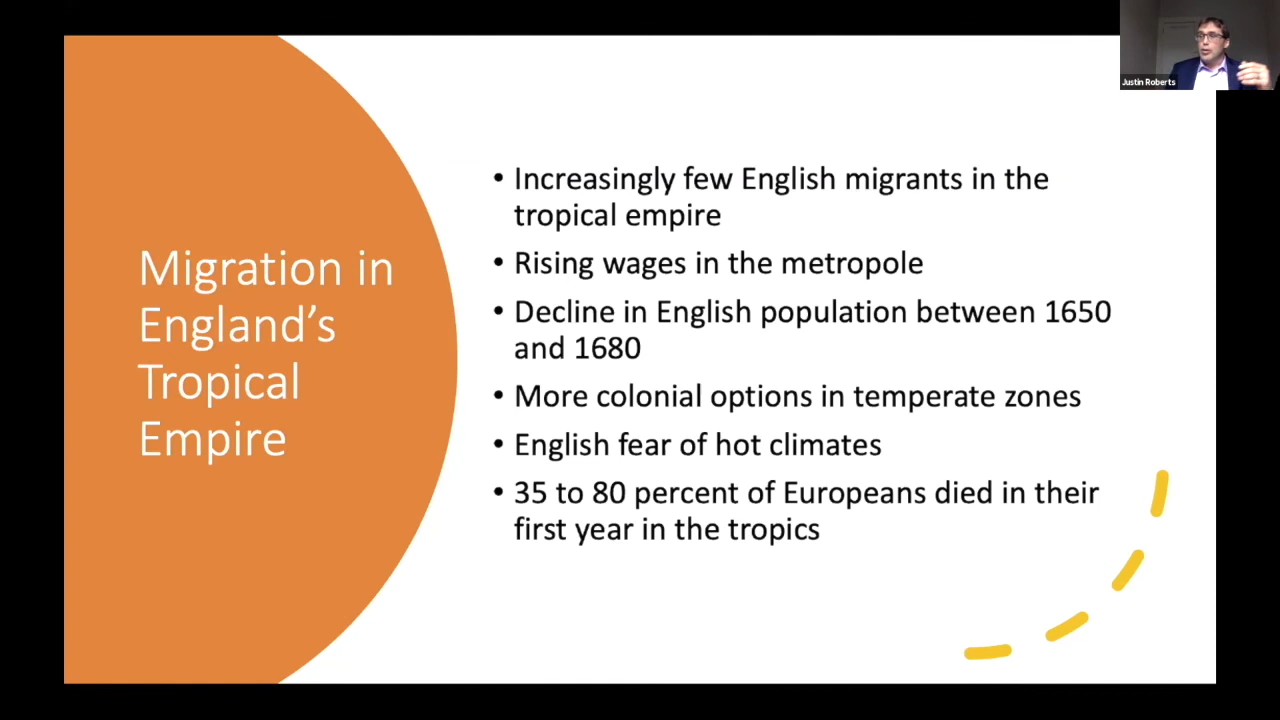 Justin Roberts
Migration in
England’s
Tropical
Empire
• Increasingly few English migrants in the
tropical empire
• Rising wages in the metropole
• Decline in English population between 1650
and 1680
• More colonial options in temperate zones
• English fear of hot climates
• 35 to 80 percent of Europeans died in their
first year in the tropics